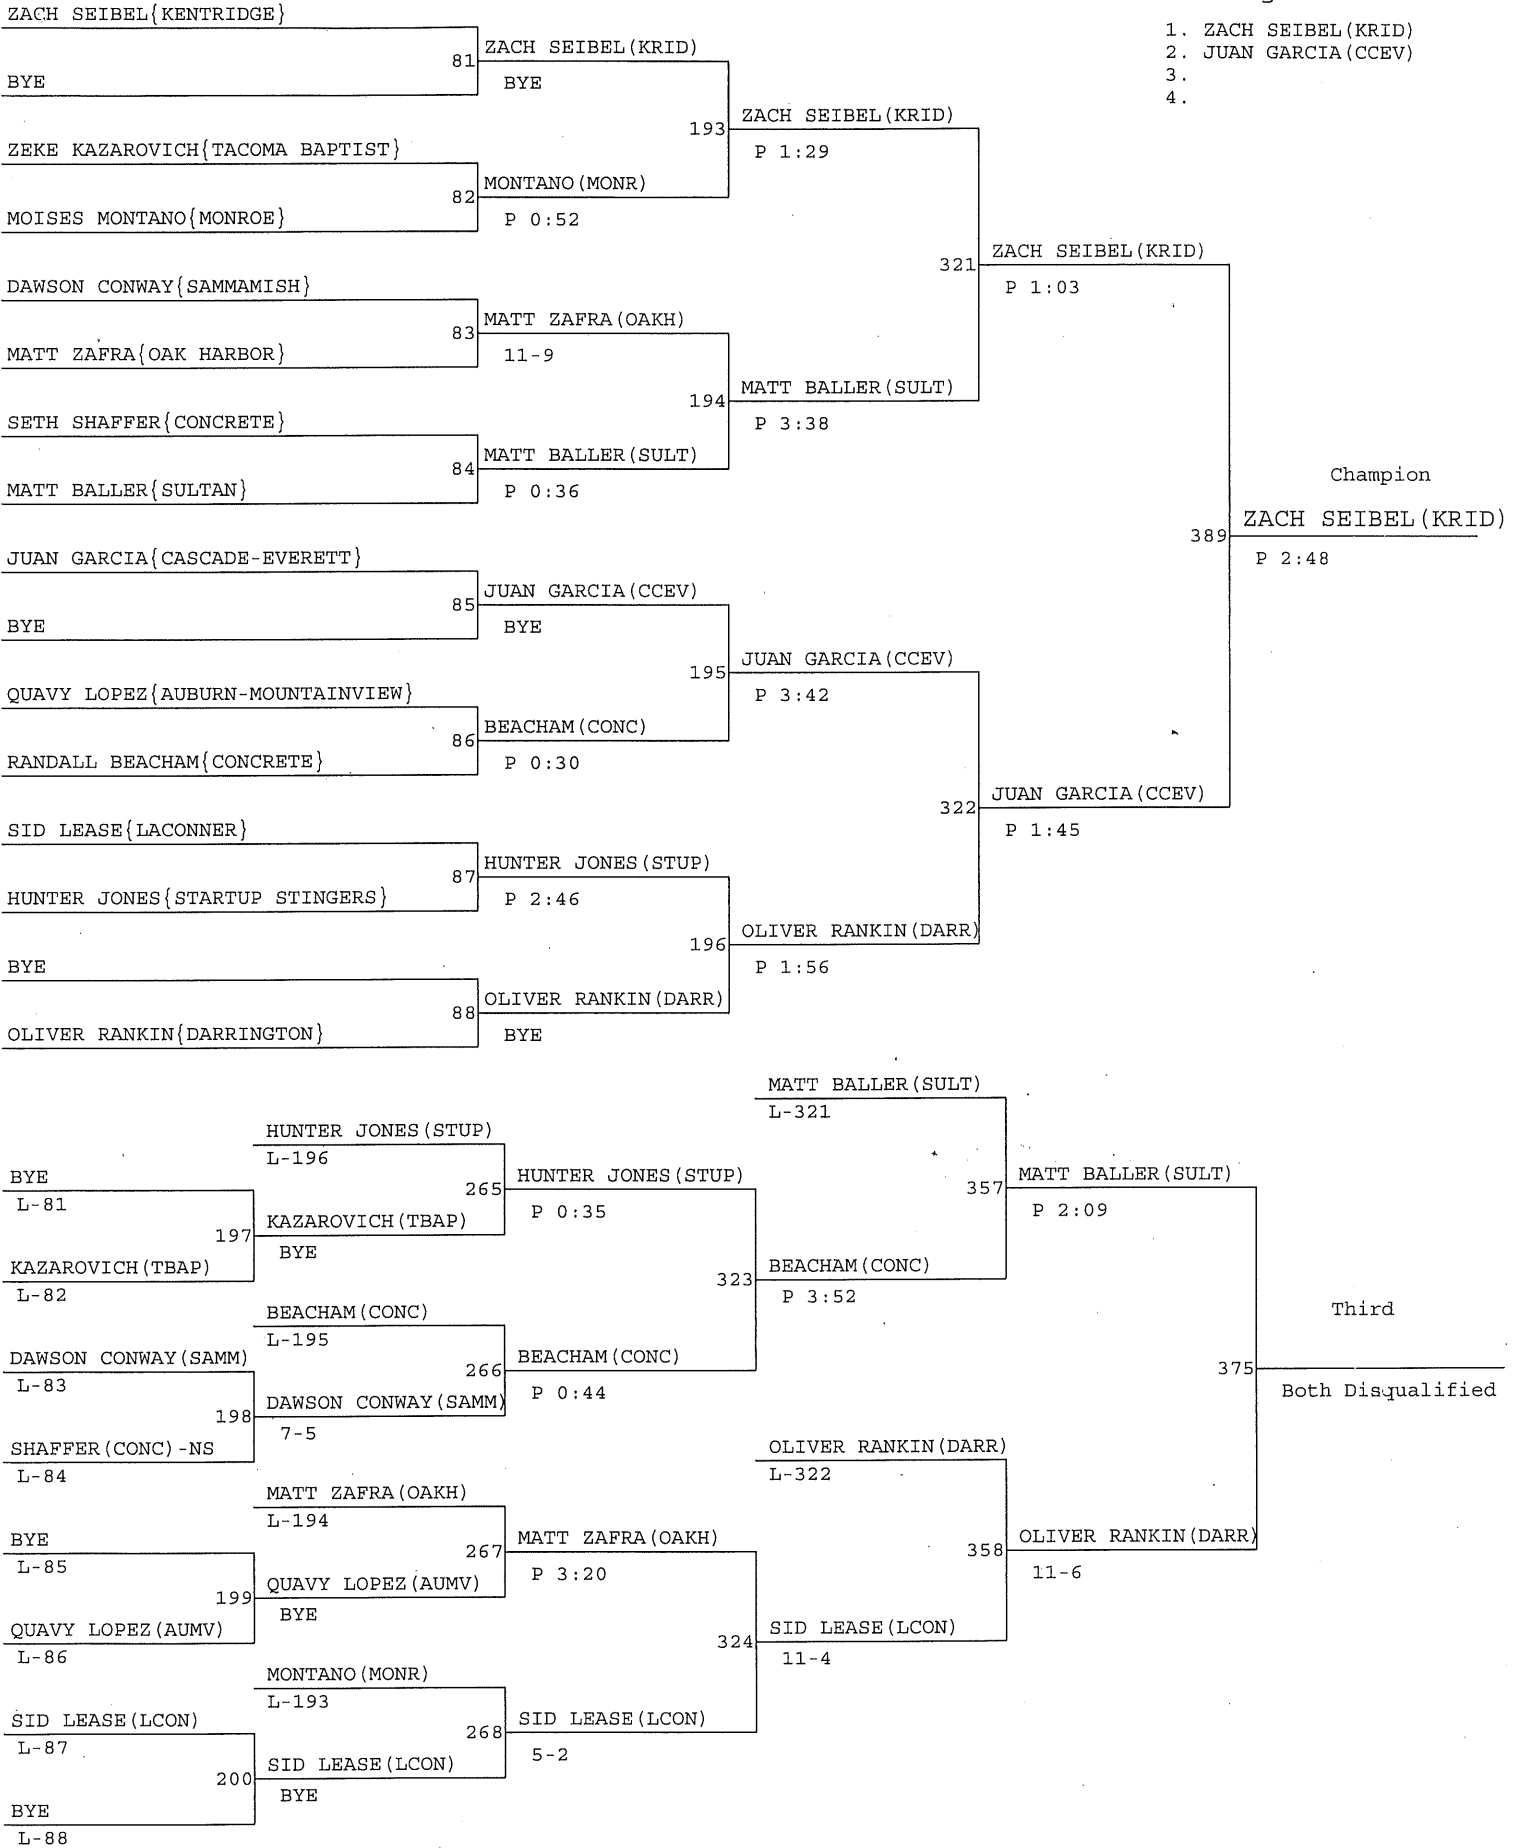 ZACH SEIBEL{KENTRIDGE}
1. ZACH SEIBEL(KRID)
2. JUAN GARCIA(CCEV)
3.
4.
81
ZACH SEIBEL(KRID)
BYE
BYE
193
ZACH SEIBEL(KRID)
P 1:29
ZEKE KAZAROVICH{TACOMA BAPTIST}
82
MONTANO(MONR)
P 0:52
MOISES MONTANO{MONROE}
321
ZACH SEIBEL(KRID)
P 1:03
DAWSON CONWAY{SAMMAMISH}
83
MATT ZAFRA(OAKH)
11-9
MATT ZAFRA{OAK HARBOR}
194
MATT BALLER(SULT)
P 3:38
SETH SHAFFER{CONCRETE}
84
MATT BALLER(SULT)
P 0:36
MATT BALLER{SULTAN}
Champion
389
ZACH SEIBEL(KRID)
P 2:48
JUAN GARCIA{CASCADE-EVERETT}
85
JUAN GARCIA(CCEV)
BYE
BYE
195
JUAN GARCIA(CCEV)
P 3:42
QUAVY LOPEZ{AUBURN-MOUNTAINVIEW}
86
BEACHAM(CONC)
P 0:30
RANDALL BEACHAM{CONCRETE}
322
JUAN GARCIA(CCEV)
P 1:45
SID LEASE{LACONNER}
87
HUNTER JONES(STUP)
P 2:46
HUNTER JONES{STARTUP STINGERS}
196
OLIVER RANKIN(DARR)
P 1:56
BYE
88
OLIVER RANKIN(DARR)
BYE
OLIVER RANKIN{DARRINGTON}
MATT BALLER(SULT)
L-321
HUNTER JONES(STUP)
L-196
BYE
L-81
265
HUNTER JONES(STUP)
P 0:35
357
MATT BALLER(SULT)
P 2:09
197
KAZAROVICH(TBAP)
BYE
KAZAROVICH(TBAP)
L-82
323
BEACHAM(CONC)
P 3:52
BEACHAM(CONC)
L-195
Third
DAWSON CONWAY(SAMM)
L-83
266
BEACHAM(CONC)
P 0:44
375
Both Disqualified
198
DAWSON CONWAY(SAMM)
7-5
SHAFFER(CONC)-NS
L-84
OLIVER RANKIN(DARR)
L-322
MATT ZAFRA(OAKH)
L-194
BYE
L-85
267
MATT ZAFRA(OAKH)
P 3:20
358
OLIVER RANKIN(DARR)
11-6
199
QUAVY LOPEZ(AUMV)
BYE
QUAVY LOPEZ(AUMV)
L-86
324
SID LEASE(LCON)
11-4
MONTANO(MONR)
L-193
SID LEASE(LCON)
L-87
268
SID LEASE(LCON)
5-2
200
SID LEASE(LCON)
BYE
BYE
L-88